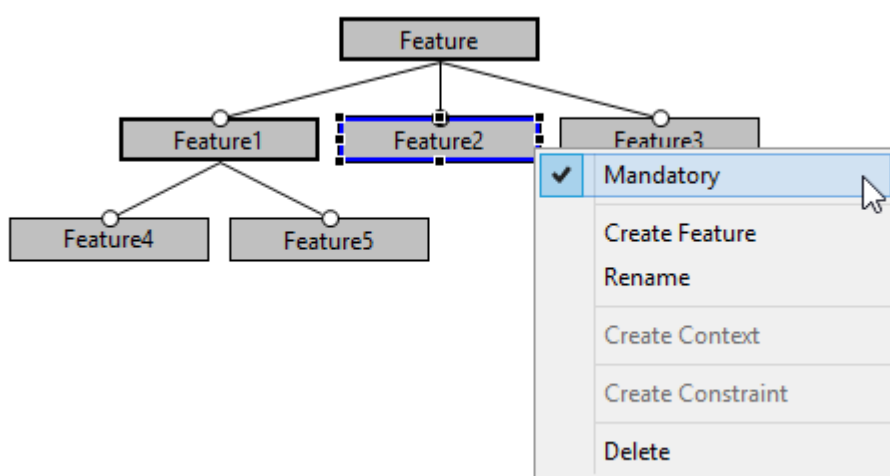 Feature
Feature1
Feature2
Feature3
Feature4
Feature5
Mandatory
Create Feature
Rename
Create Context
Create Constraint
Delete